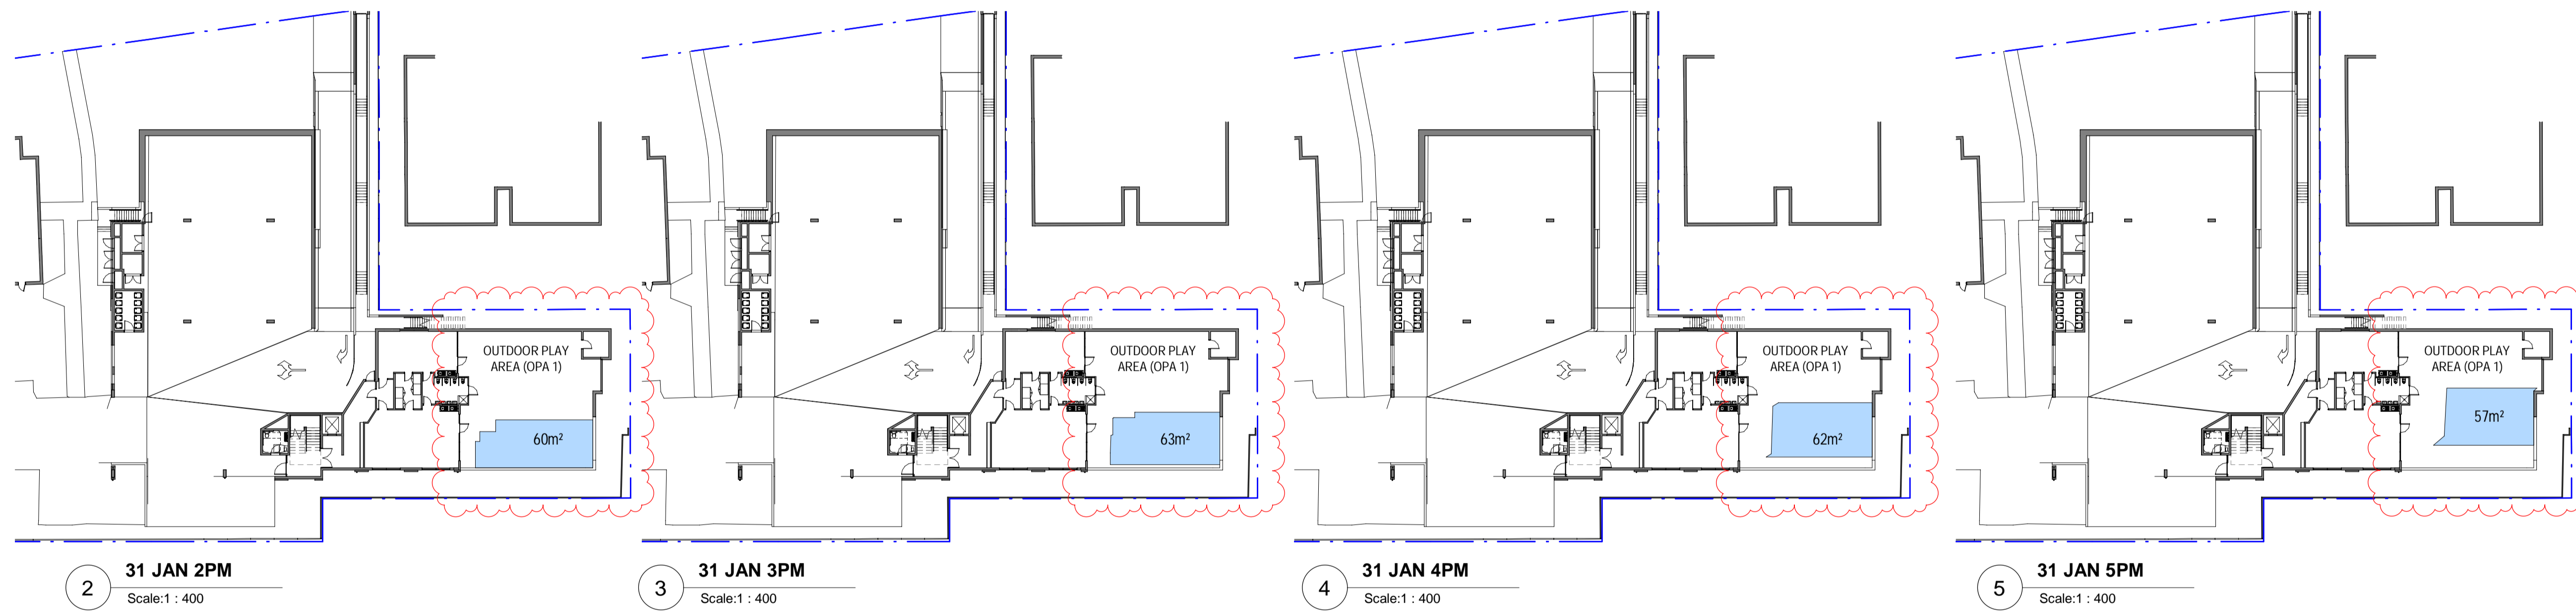 OUTDOOR PLAY
AREA (OPA 1)
60m²
2
31 JAN 2PM
Scale:1 : 400
OUTDOOR PLAY
AREA (OPA 1)
63m²
3
31 JAN 3PM
Scale:1 : 400
OUTDOOR PLAY
AREA (OPA 1)
62m²
4
31 JAN 4PM
Scale:1 : 400
OUTDOOR PLAY
AREA (OPA 1)
57m²
5
31 JAN 5PM
Scale:1 : 400